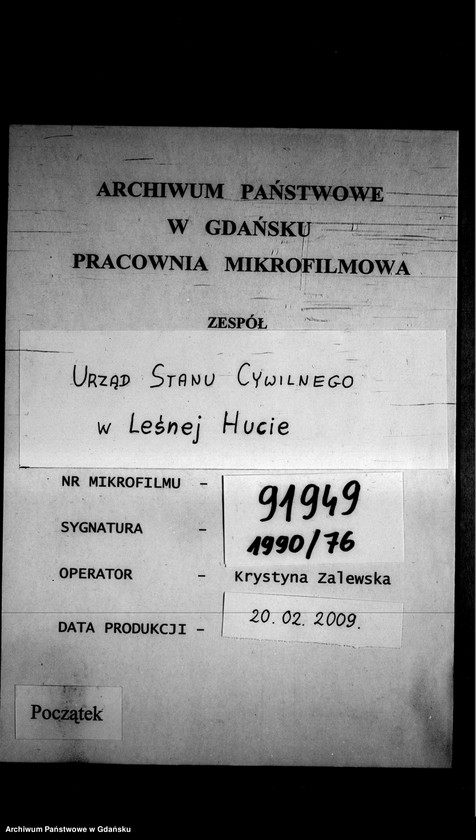 ARCHIWUM PAŃSTWOWE
W GDAŃSKU
PRACOWNIA MIKROFILMOWA
ZESPÓŁ
URZĄD STANU CYWILNEGO
w Leśnej Hucie
NR MIKROFILMU - 91949
SYGNATURA - 1990/76
OPERATOR - Krystyna Zalewska
DATA PRODUKCJI - 20.02.2009.
Początek
Archiwum Państwowe w Gdańsku